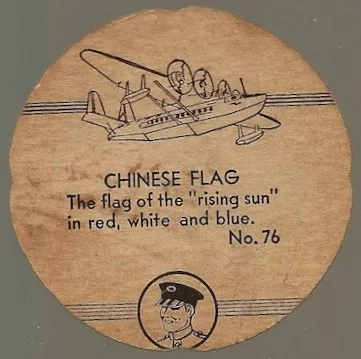 CHINESE FLAG
The flag of the "rising sun"
in red, white and blue.
No. 76